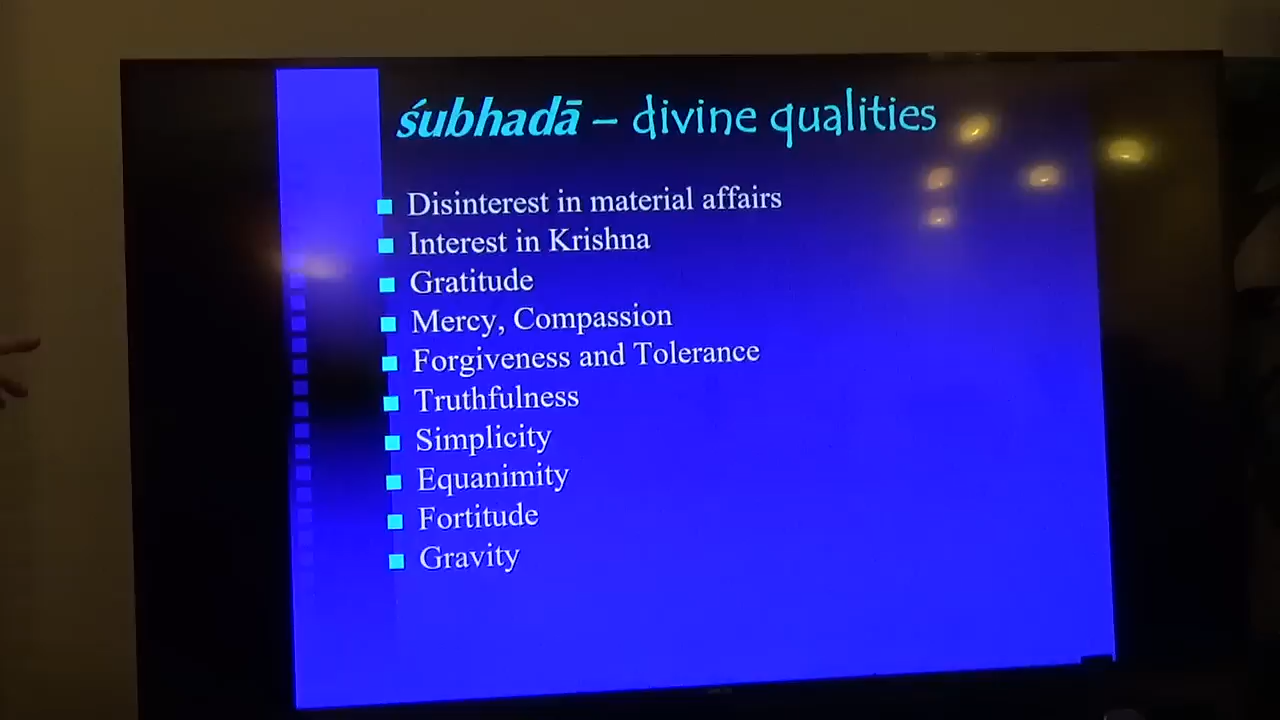 śubhadā – divine qualities
Disinterest in material affairs
Interest in Krishna
Gratitude
Mercy, Compassion
Forgiveness and Tolerance
Truthfulness
Simplicity
Equanimity
Fortitude
Gravity